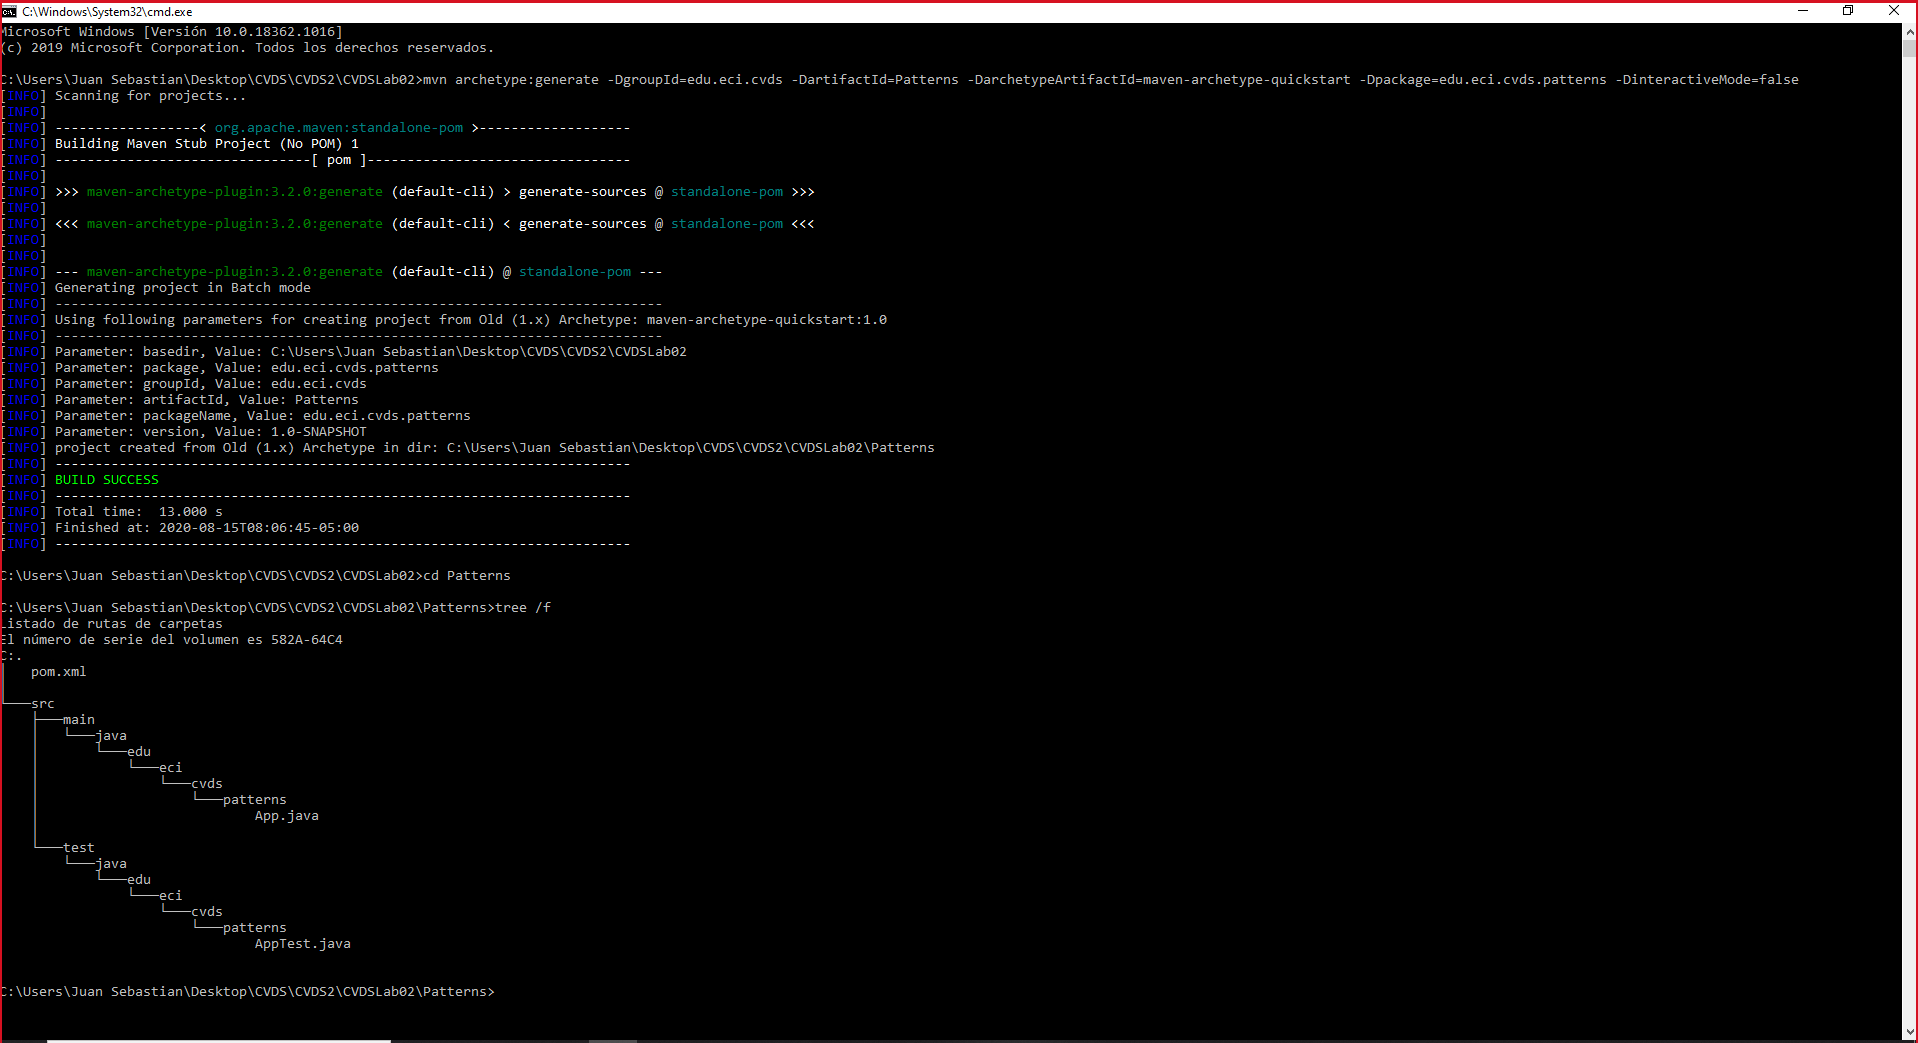 C:\Windows\System32\cmd.exe
Microsoft Windows [Versión 10.0.18362.1016]
(c) 2019 Microsoft Corporation. Todos los derechos reservados.
C:\Users\Juan Sebastian\Desktop\CVDS\CVDS2\CVDSLab02>mvn archetype:generate -DgroupId=edu.eci.cvds -DartifactId=Patterns -DarchetypeArtifactId=maven-archetype-quickstart -Dpackage=edu.eci.cvds.patterns -DinteractiveMode=false
[INFO] Scanning for projects...
[INFO]
[INFO] ------------------< org.apache.maven:standalone-pom >-------------------
[INFO] Building Maven Stub Project (No POM) 1
[INFO] --------------------------------[ pom ]---------------------------------
[INFO]
[INFO] >>> maven-archetype-plugin:3.2.0:generate (default-cli) > generate-sources @ standalone-pom >>>
[INFO]
[INFO] <<< maven-archetype-plugin:3.2.0:generate (default-cli) < generate-sources @ standalone-pom <<<
[INFO]
[INFO]
[INFO] --- maven-archetype-plugin:3.2.0:generate (default-cli) @ standalone-pom ---
[INFO] Generating project in Batch mode
[INFO] ----------------------------------------------------------------------------
[INFO] Using following parameters for creating project from Old (1.x) Archetype: maven-archetype-quickstart:1.0
[INFO] ----------------------------------------------------------------------------
[INFO] Parameter: basedir, Value: C:\Users\Juan Sebastian\Desktop\CVDS\CVDS2\CVDSLab02
[INFO] Parameter: package, Value: edu.eci.cvds.patterns
[INFO] Parameter: groupId, Value: edu.eci.cvds
[INFO] Parameter: artifactId, Value: Patterns
[INFO] Parameter: packageName, Value: edu.eci.cvds.patterns
[INFO] Parameter: version, Value: 1.0-SNAPSHOT
[INFO] project created from Old (1.x) Archetype in dir: C:\Users\Juan Sebastian\Desktop\CVDS\CVDS2\CVDSLab02\Patterns
[INFO] ------------------------------------------------------------------------
[INFO] BUILD SUCCESS
[INFO] ------------------------------------------------------------------------
[INFO] Total time:  13.000 s
[INFO] Finished at: 2020-08-15T08:06:45-05:00
[INFO] ------------------------------------------------------------------------
C:\Users\Juan Sebastian\Desktop\CVDS\CVDS2\CVDSLab02>cd Patterns
C:\Users\Juan Sebastian\Desktop\CVDS\CVDS2\CVDSLab02\Patterns>tree /f
Listado de rutas de carpetas
El número de serie del volumen es 582A-64C4
C:.
│   pom.xml
│
└───src
    ├───main
    │   └───java
    │       └───edu
    │           └───eci
    │               └───cvds
    │                   └───patterns
    │                           App.java
    │
    └───test
        └───java
            └───edu
                └───eci
                    └───cvds
                        └───patterns
                                AppTest.java
C:\Users\Juan Sebastian\Desktop\CVDS\CVDS2\CVDSLab02\Patterns>